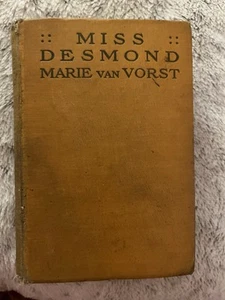 :: MISS ::
DESMOND
MARIE VAN VORST